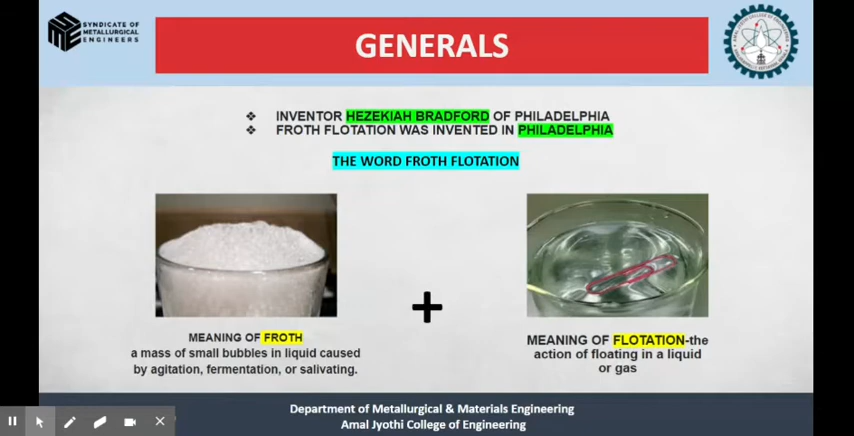 SYNDICATE OF
METALLURGICAL
ENGINEERS
GENERALS
❖ INVENTOR HEZEKIAH BRADFORD OF PHILADELPHIA
❖ FROTH FLOTATION WAS INVENTED IN PHILADELPHIA
THE WORD FROTH FLOTATION
+
MEANING OF FROTH
a mass of small bubbles in liquid caused
by agitation, fermentation, or salivating.
MEANING OF FLOTATION-the
action of floating in a liquid
or gas
Department of Metallurgical & Materials Engineering
Amal Jyothi College of Engineering